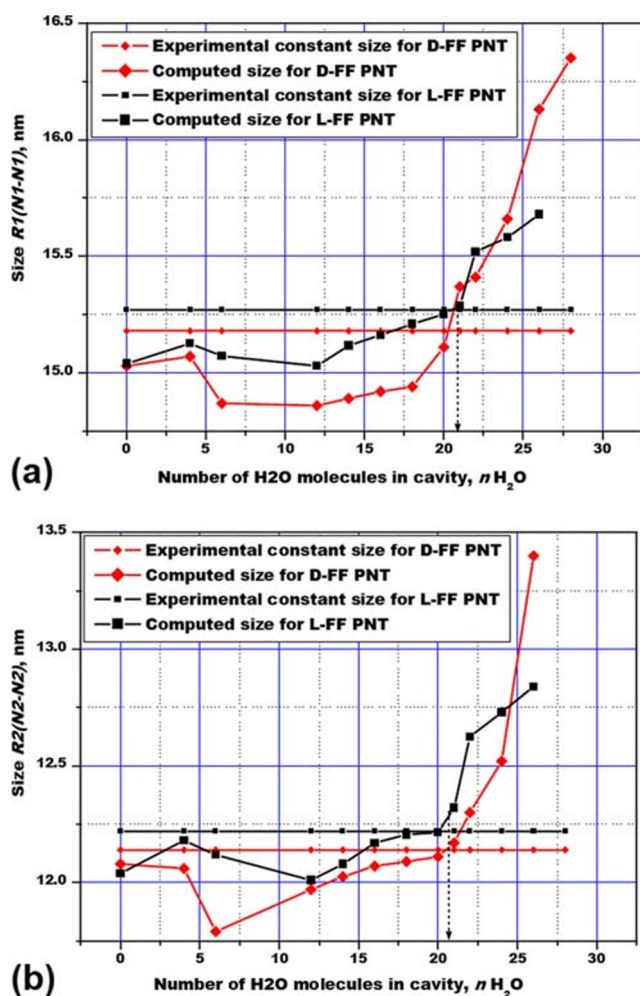 16.5
16.0
15.5
15.0
Size R1(N1-N1), nm
Experimental constant size for D-FF PNT
Computed size for D-FF PNT
Experimental constant size for L-FF PNT
Computed size for L-FF PNT
0 5 10 15 20 25 30
Number of H2O molecules in cavity, n H₂O
(a)
13.5
13.0
12.5
12.0
Size R2(N2-N2), nm
Experimental constant size for D-FF PNT
Computed size for D-FF PNT
Experimental constant size for L-FF PNT
Computed size for L-FF PNT
0 5 10 15 20 25 30
Number of H2O molecules in cavity, n H₂O
(b)